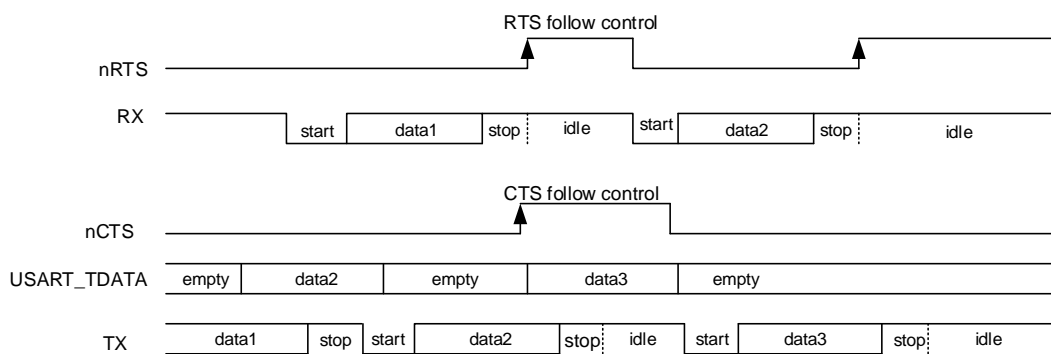 RTS follow control
nRTS
RX start data1 stop idle start data2 stop idle
CTS follow control
nCTS
USART_TDATA empty data2 empty data3 empty
TX data1 stop start data2 stop idle start data3 stop idle